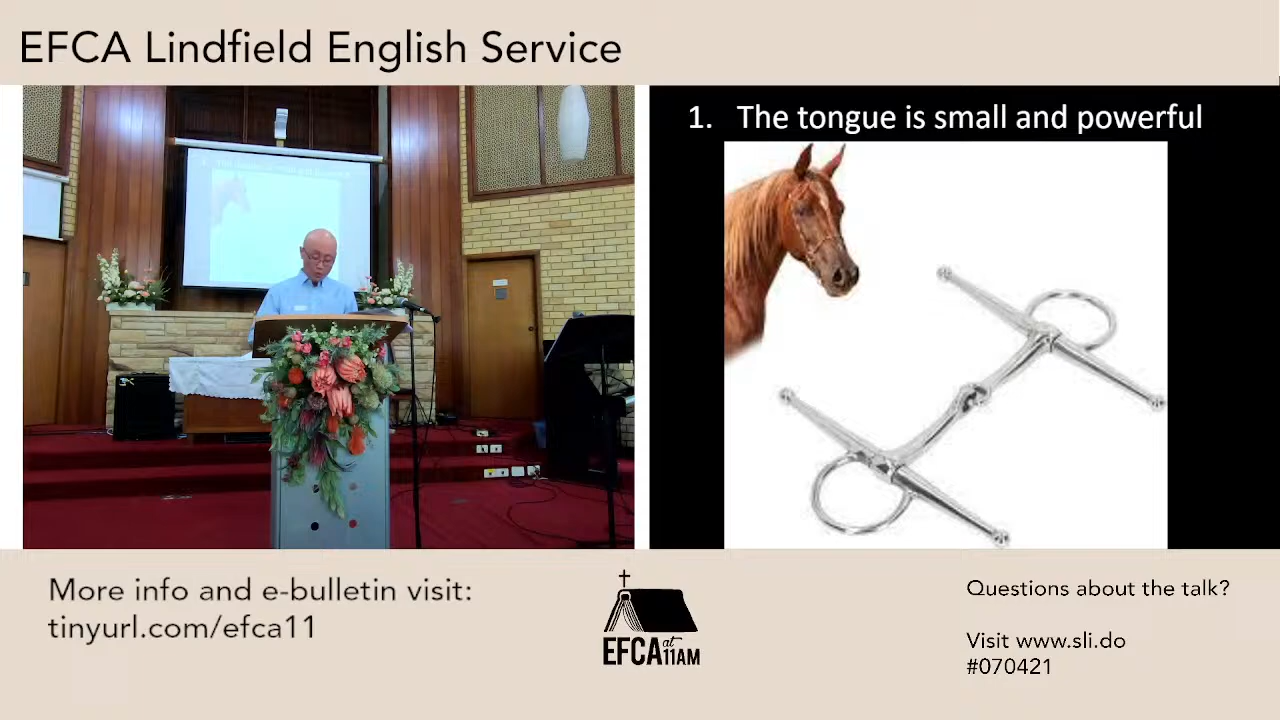 EFCA Lindfield English Service
1. The tongue is small and powerful
More info and e-bulletin visit:
tinyurl.com/efca11
EFCA at 11AM
Questions about the talk?
Visit www.sli.do
#070421